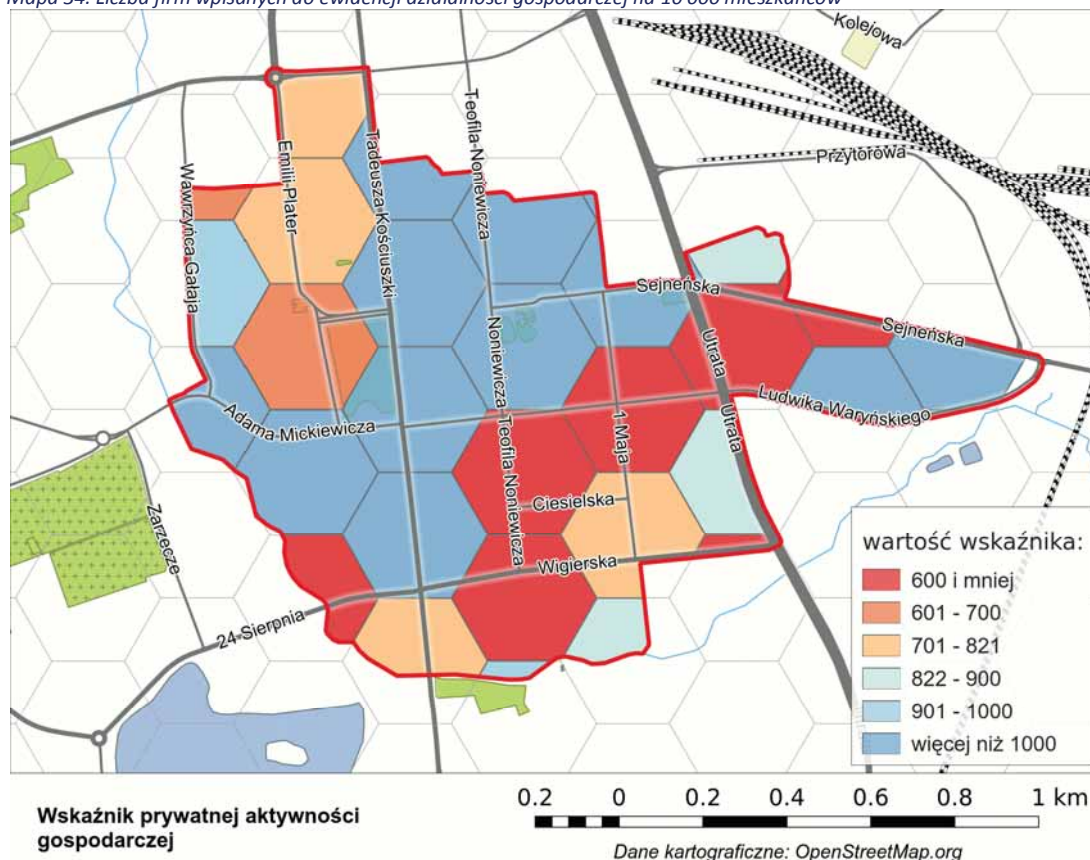 Mapa 34. Liczba firm wpisanych do ewidencji działalności gospodarczej na 10 000 mieszkańców
Kolejowa
Teofila-Noniewicza
Przytorowa
Wawrzyńca Gałaja
Emilii-Plater
Tadeusza Kościuszki
Sejneńska
Sejneńska
Noniewicza-Teofila Noniewicza
Utrata
Utrata
Ludwika Waryńskiego
Adama Mickiewicza
1 Maja
Ciesielska
Zarzecze
Wigierska
24 Sierpnia
wartość wskaźnika:
600 i mniej
601 - 700
701 - 821
822 - 900
901 - 1000
więcej niż 1000
Wskaźnik prywatnej aktywności
gospodarczej
0.2 0 0.2 0.4 0.6 0.8 1 km
Dane kartograficzne: OpenStreetMap.org